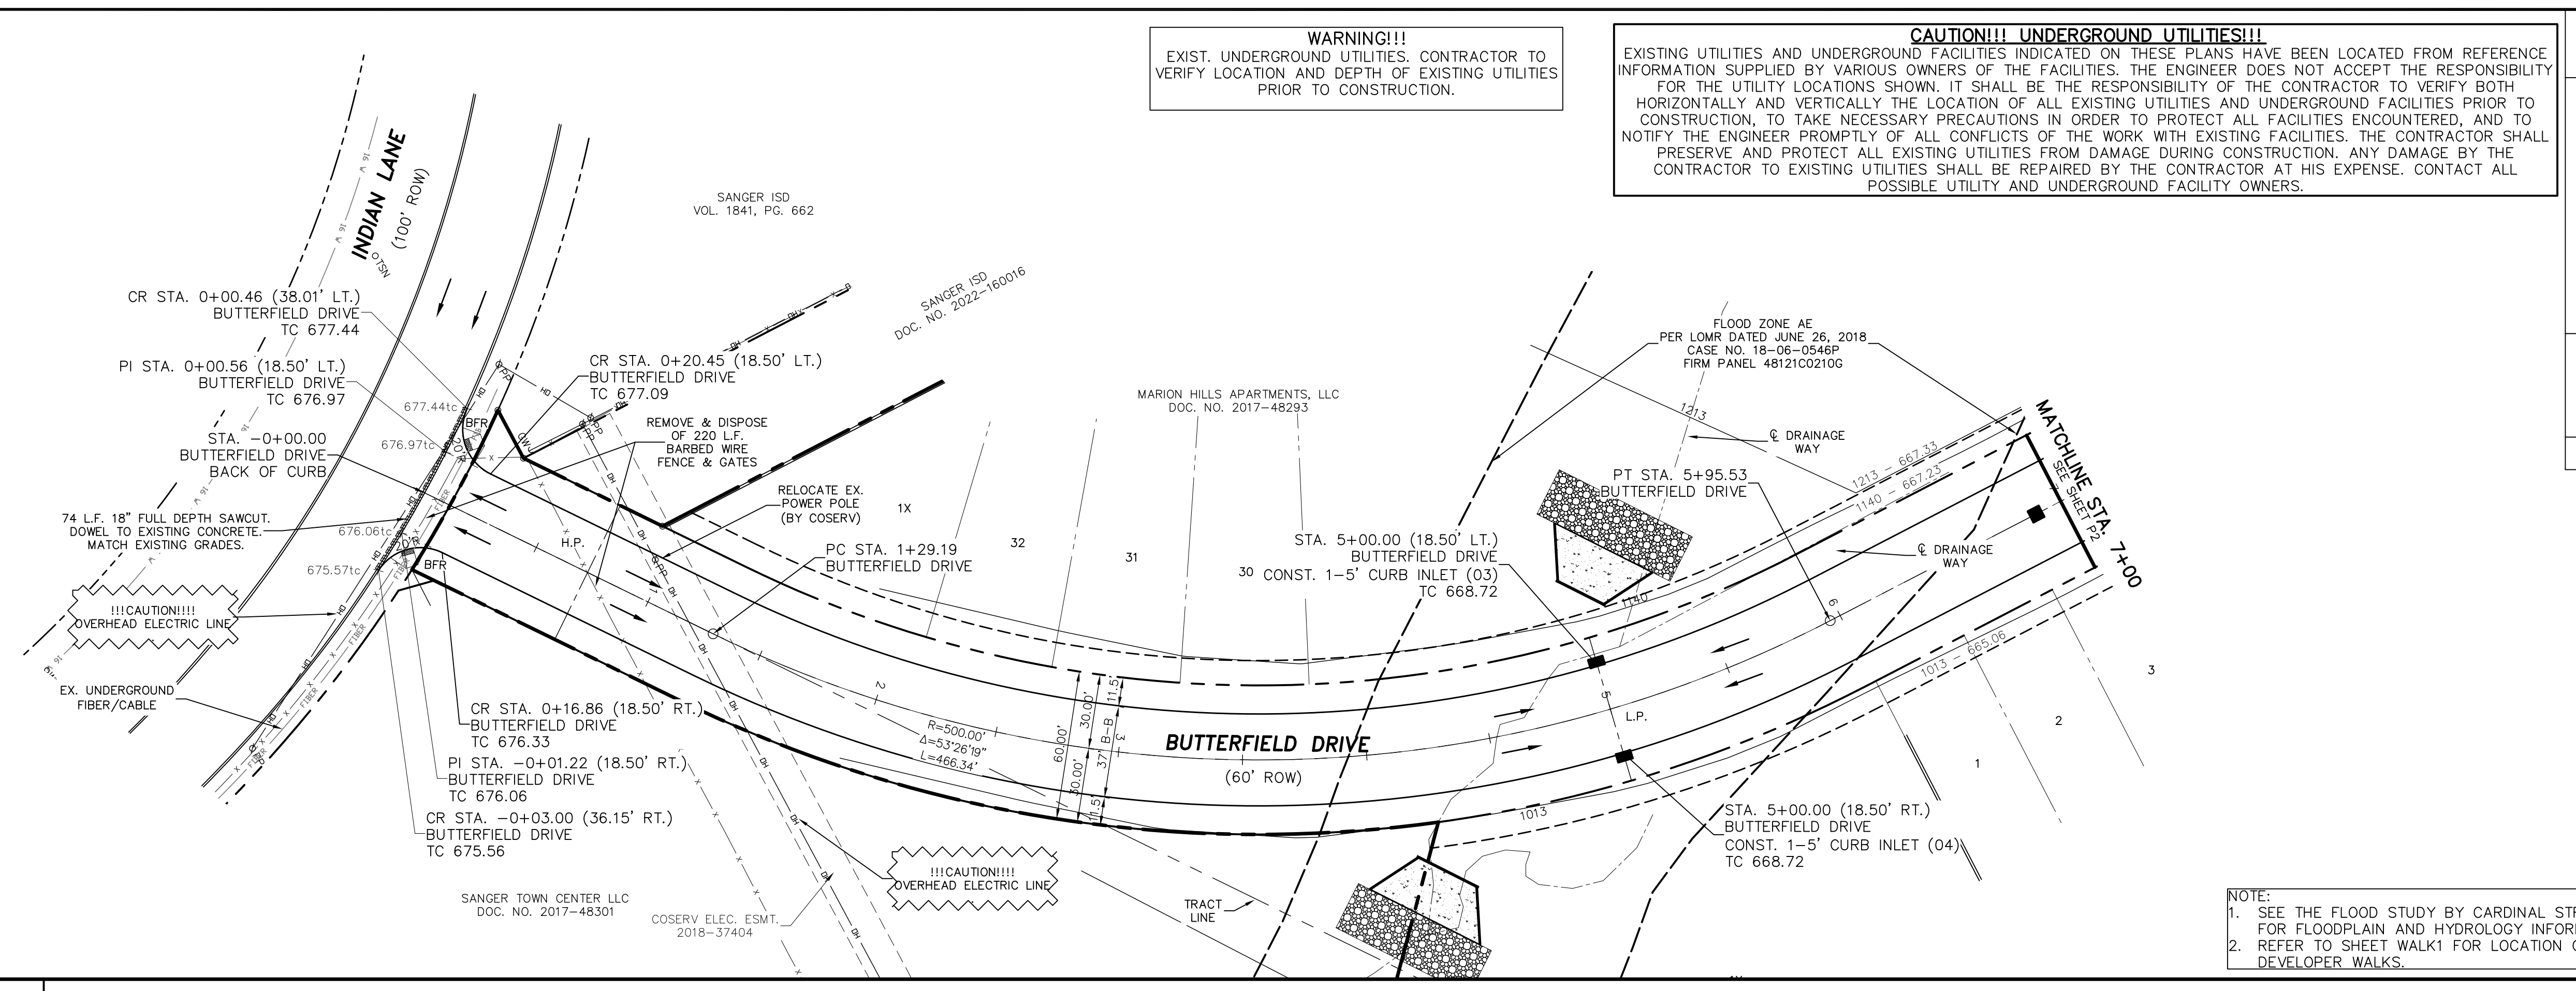 WARNING!!!
EXIST. UNDERGROUND UTILITIES. CONTRACTOR TO
VERIFY LOCATION AND DEPTH OF EXISTING UTILITIES
PRIOR TO CONSTRUCTION.
CAUTION!!! UNDERGROUND UTILITIES!!!
EXISTING UTILITIES AND UNDERGROUND FACILITIES INDICATED ON THESE PLANS HAVE BEEN LOCATED FROM REFERENCE
INFORMATION SUPPLIED BY VARIOUS OWNERS OF THE FACILITIES. THE ENGINEER DOES NOT ACCEPT THE RESPONSIBILITY
FOR THE UTILITY LOCATIONS SHOWN. IT SHALL BE THE RESPONSIBILITY OF THE CONTRACTOR TO VERIFY BOTH
HORIZONTALLY AND VERTICALLY THE LOCATION OF ALL EXISTING UTILITIES AND UNDERGROUND FACILITIES PRIOR TO
CONSTRUCTION, TO TAKE NECESSARY PRECAUTIONS IN ORDER TO PROTECT ALL FACILITIES ENCOUNTERED, AND TO
NOTIFY THE ENGINEER PROMPTLY OF ALL CONFLICTS OF THE WORK WITH EXISTING FACILITIES. THE CONTRACTOR SHALL
PRESERVE AND PROTECT ALL EXISTING UTILITIES FROM DAMAGE DURING CONSTRUCTION. ANY DAMAGE BY THE
CONTRACTOR TO EXISTING UTILITIES SHALL BE REPAIRED BY THE CONTRACTOR AT HIS EXPENSE. CONTACT ALL
POSSIBLE UTILITY AND UNDERGROUND FACILITY OWNERS.
INDIAN LANE
(100' ROW)
SANGER ISD
VOL. 1841, PG. 662
SANGER ISD
DOC. NO. 2022-160016
CR STA. 0+00.46 (38.01' LT.)
BUTTERFIELD DRIVE
TC 677.44
PI STA. 0+00.56 (18.50' LT.)
BUTTERFIELD DRIVE
TC 676.97
STA. -0+00.00
BUTTERFIELD DRIVE
BACK OF CURB
74 L.F. 18" FULL DEPTH SAWCUT.
DOWEL TO EXISTING CONCRETE.
MATCH EXISTING GRADES.
677.44tc
676.97tc
676.06tc
675.57tc
BFR
20'R
20'R
BFR
CR STA. 0+20.45 (18.50' LT.)
BUTTERFIELD DRIVE
TC 677.09
REMOVE & DISPOSE
OF 220 L.F.
BARBED WIRE
FENCE & GATES
RELOCATE EX.
POWER POLE
(BY COSERV)
H.P.
PC STA. 1+29.19
BUTTERFIELD DRIVE
1X
32
31
30
MARION HILLS APARTMENTS, LLC
DOC. NO. 2017-48293
FLOOD ZONE AE
PER LOMR DATED JUNE 26, 2018
CASE NO. 18-06-0546P
FIRM PANEL 48121C0210G
1213
℄ DRAINAGE
WAY
1213 - 667.33
1140 - 667.23
PT STA. 5+95.53
BUTTERFIELD DRIVE
STA. 5+00.00 (18.50' LT.)
BUTTERFIELD DRIVE
CONST. 1-5' CURB INLET (03)
TC 668.72
1140
℄ DRAINAGE
WAY
MATCHLINE STA. 7+00
SEE SHEET P2
!!!CAUTION!!!!
OVERHEAD ELECTRIC LINE
EX. UNDERGROUND
FIBER/CABLE
FIBER
FIBER
FIBER
FIBER
CR STA. 0+16.86 (18.50' RT.)
BUTTERFIELD DRIVE
TC 676.33
PI STA. -0+01.22 (18.50' RT.)
BUTTERFIELD DRIVE
TC 676.06
CR STA. -0+03.00 (36.15' RT.)
BUTTERFIELD DRIVE
TC 675.56
1
2
3
5
6
R=500.00'
Δ=53°26'19"
L=466.34'
60.00'
30.00'
30.00'
11.5'
37' B-B
11.5'
BUTTERFIELD DRIVE
(60' ROW)
L.P.
1013
1013 - 665.06
1
2
3
STA. 5+00.00 (18.50' RT.)
BUTTERFIELD DRIVE
CONST. 1-5' CURB INLET (04)
TC 668.72
SANGER TOWN CENTER LLC
DOC. NO. 2017-48301
COSERV ELEC. ESMT.
2018-37404
!!!CAUTION!!!!
OVERHEAD ELECTRIC LINE
TRACT
LINE
NOTE:
1. SEE THE FLOOD STUDY BY CARDINAL
FOR FLOODPLAIN AND HYDROLOGY
2. REFER TO SHEET WALK1 FOR LOCATION
DEVELOPER WALKS.